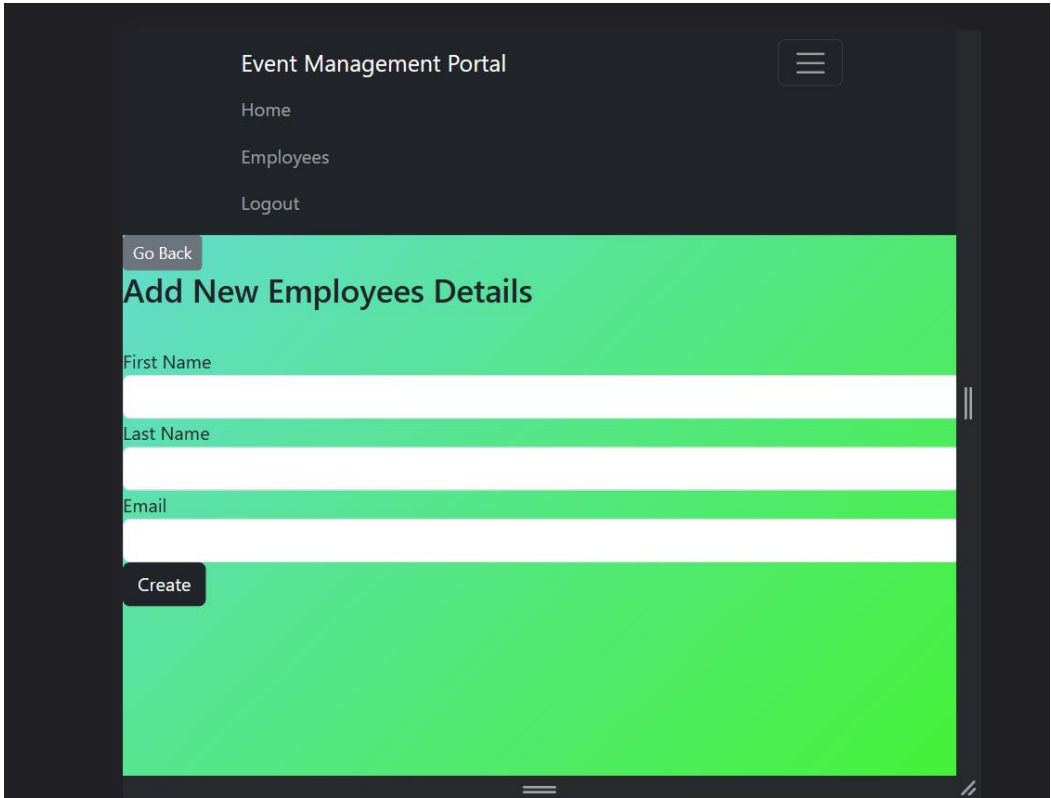 Event Management Portal
Home
Employees
Logout
Go Back
Add New Employees Details
First Name
Last Name
Email
Create